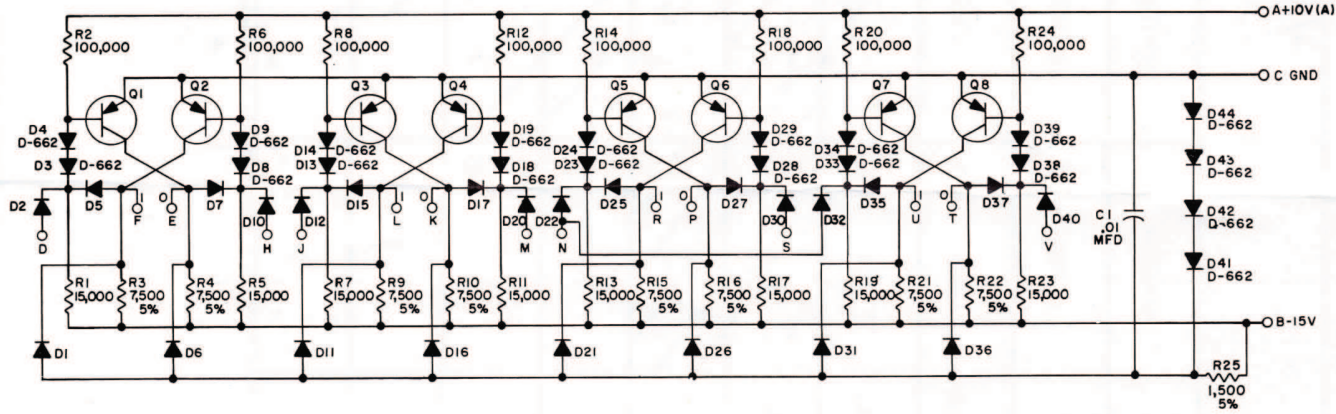 A+10V(A)
R2
100,000
R6
100,000
R8
100,000
R12
100,000
R14
100,000
R18
100,000
R20
100,000
R24
100,000
C GND
Q1
Q2
Q3
Q4
Q5
Q6
Q7
Q8
D4
D-662
D3
D-662
D9
D-662
D8
D-662
D14
D-662
D13
D-662
D19
D-662
D18
D-662
D24
D-662
D23
D-662
D29
D-662
D28
D-662
D34
D-662
D33
D-662
D39
D-662
D38
D-662
D44
D-662
D43
D-662
D42
D-662
D41
D-662
D2
D
D5
1
F
0
E
D7
D10
H
D12
J
D15
1
L
0
K
D17
D20
M
D22
N
D25
1
R
0
P
D27
D30
S
D32
D35
1
U
0
T
D37
D40
V
C1
.01
MFD
R1
15,000
R3
7,500
5%
R4
7,500
5%
R5
15,000
R7
15,000
R9
7,500
5%
R10
7,500
5%
R11
15,000
R13
15,000
R15
7,500
5%
R16
7,500
5%
R17
15,000
R19
15,000
R21
7,500
5%
R22
7,500
5%
R23
15,000
B-15V
D1
D6
D11
D16
D21
D26
D31
D36
R25
1,500
5%